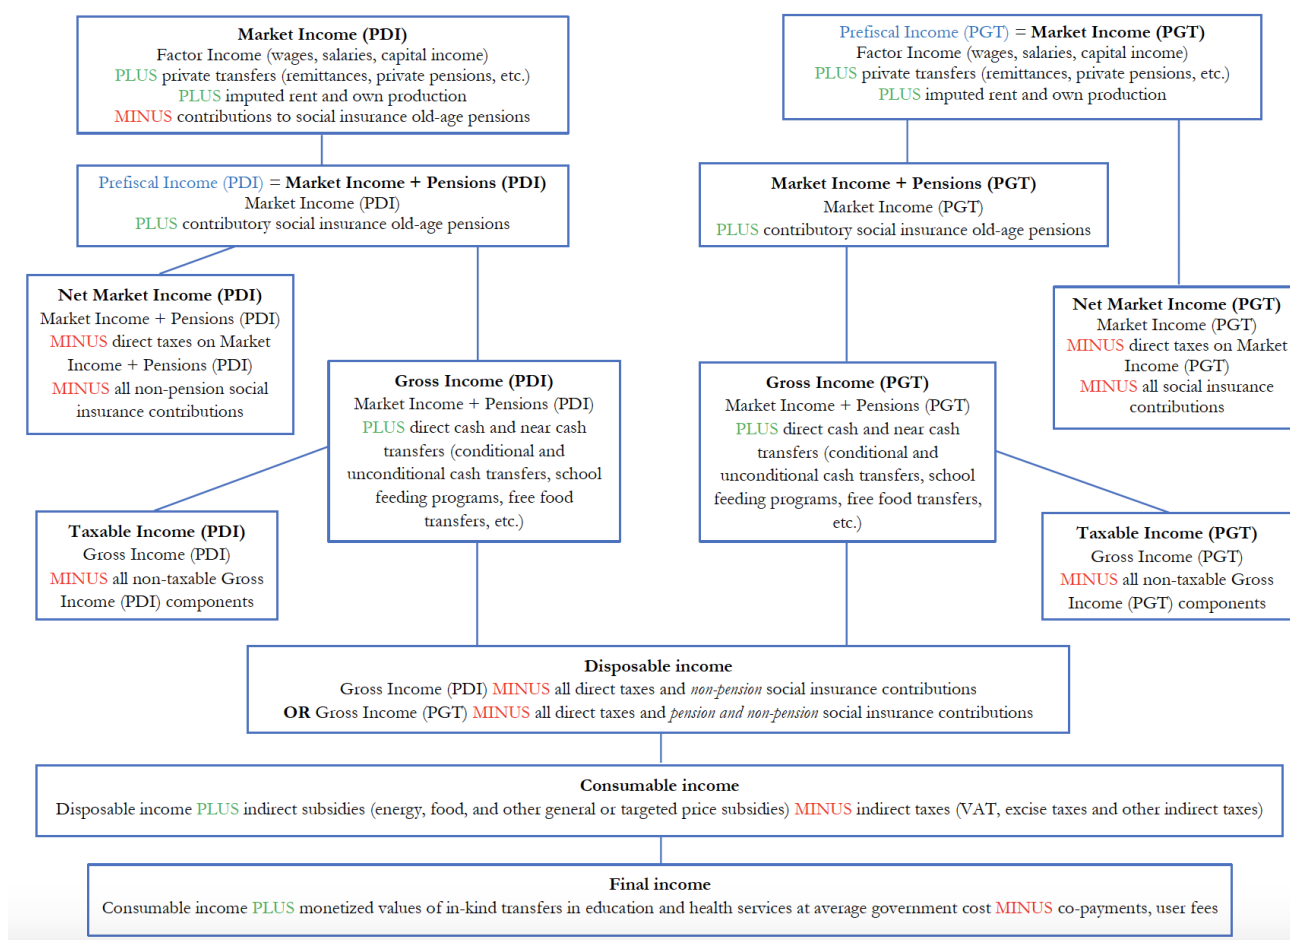 Market Income (PDI)
Factor Income (wages, salaries, capital income)
PLUS private transfers (remittances, private pensions, etc.)
PLUS imputed rent and own production
MINUS contributions to social insurance old-age pensions
Prefiscal Income (PGT) = Market Income (PGT)
Factor Income (wages, salaries, capital income)
PLUS private transfers (remittances, private pensions, etc.)
PLUS imputed rent and own production
Prefiscal Income (PDI) = Market Income + Pensions (PDI)
Market Income (PDI)
PLUS contributory social insurance old-age pensions
Market Income + Pensions (PGT)
Market Income (PGT)
PLUS contributory social insurance old-age pensions
Net Market Income (PDI)
Market Income + Pensions (PDI)
MINUS direct taxes on Market
Income + Pensions (PDI)
MINUS all non-pension social
insurance contributions
Gross Income (PDI)
Market Income + Pensions (PDI)
PLUS direct cash and near cash
transfers (conditional and
unconditional cash transfers, school
feeding programs, free food
transfers, etc.)
Gross Income (PGT)
Market Income + Pensions (PGT)
PLUS direct cash and near cash
transfers (conditional and
unconditional cash transfers, school
feeding programs, free food transfers,
etc.)
Net Market Income (PGT)
Market Income (PGT)
MINUS direct taxes on Market
Income (PGT)
MINUS all social insurance
contributions
Taxable Income (PDI)
Gross Income (PDI)
MINUS all non-taxable Gross
Income (PDI) components
Taxable Income (PGT)
Gross Income (PGT)
MINUS all non-taxable Gross
Income (PGT) components
Disposable income
Gross Income (PDI) MINUS all direct taxes and non-pension social insurance contributions
OR Gross Income (PGT) MINUS all direct taxes and pension and non-pension social insurance contributions
Consumable income
Disposable income PLUS indirect subsidies (energy, food, and other general or targeted price subsidies) MINUS indirect taxes (VAT, excise taxes and other indirect taxes)
Final income
Consumable income PLUS monetized values of in-kind transfers in education and health services at average government cost MINUS co-payments, user fees